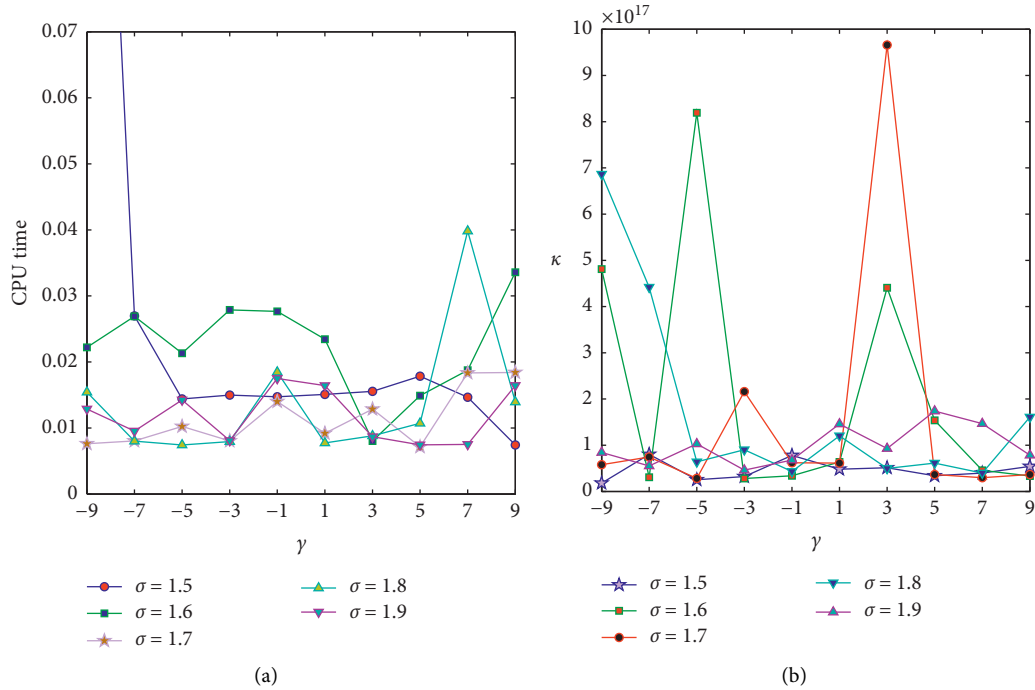 0.07
0.06
0.05
0.04
0.03
0.02
0.01
0
CPU time
−9 −7 −5 −3 −1 1 3 5 7 9
γ
σ = 1.5
σ = 1.6
σ = 1.7
σ = 1.8
σ = 1.9
(a)
×10^17
10
9
8
7
6
5
4
3
2
1
0
κ
−9 −7 −5 −3 −1 1 3 5 7 9
γ
σ = 1.5
σ = 1.6
σ = 1.7
σ = 1.8
σ = 1.9
(b)